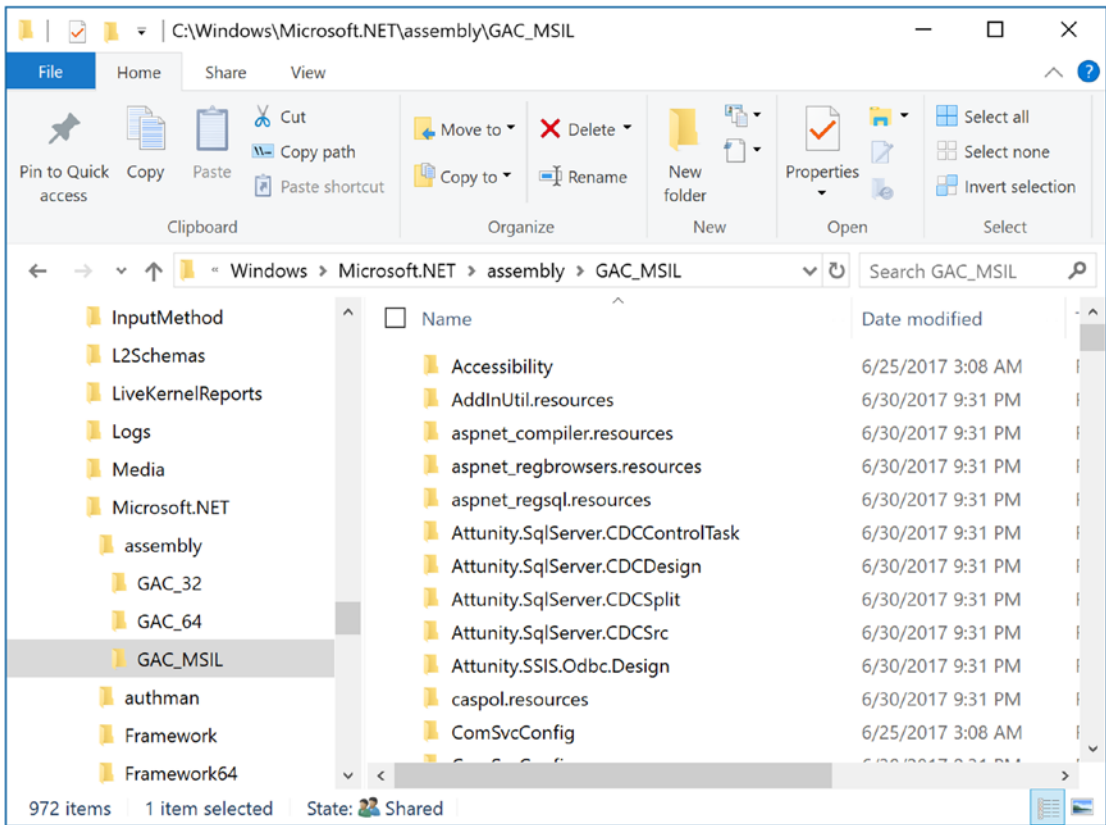 C:\Windows\Microsoft.NET\assembly\GAC_MSIL
File Home Share View
Pin to Quick access
Copy
Paste
Cut
Copy path
Paste shortcut
Clipboard
Move to
Copy to
Delete
Rename
Organize
New folder
New
Properties
Open
Select all
Select none
Invert selection
Select
« Windows > Microsoft.NET > assembly > GAC_MSIL
Search GAC_MSIL
InputMethod
L2Schemas
LiveKernelReports
Logs
Media
Microsoft.NET
assembly
GAC_32
GAC_64
GAC_MSIL
authman
Framework
Framework64
Name Date modified
Accessibility 6/25/2017 3:08 AM
AddInUtil.resources 6/30/2017 9:31 PM
aspnet_compiler.resources 6/30/2017 9:31 PM
aspnet_regbrowsers.resources 6/30/2017 9:31 PM
aspnet_regsql.resources 6/30/2017 9:31 PM
Attunity.SqlServer.CDCControlTask 6/30/2017 9:31 PM
Attunity.SqlServer.CDCDesign 6/30/2017 9:31 PM
Attunity.SqlServer.CDCSplit 6/30/2017 9:31 PM
Attunity.SqlServer.CDCSrc 6/30/2017 9:31 PM
Attunity.SSIS.Odbc.Design 6/30/2017 9:31 PM
caspol.resources 6/30/2017 9:31 PM
ComSvcConfig 6/25/2017 3:08 AM
972 items 1 item selected State: Shared